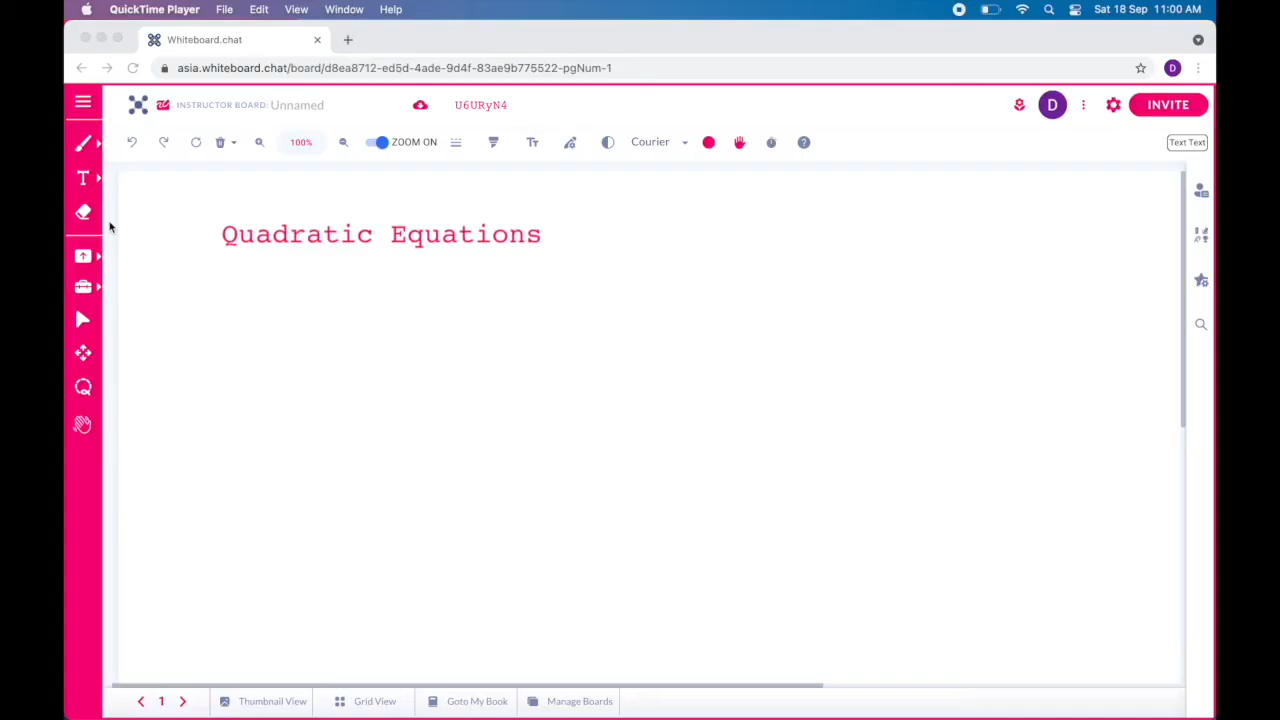 QuickTime Player File Edit View Window Help Sat 18 Sep 11:00 AM
Whiteboard.chat
asia.whiteboard.chat/board/d8ea8712-ed5d-4ade-9d4f-83ae9b775522-pgNum-1 D
INSTRUCTOR BOARD: Unnamed U6URyN4 D INVITE
100% ZOOM ON Courier Text Text
Quadratic Equations
1 Thumbnail View Grid View Goto My Book Manage Boards